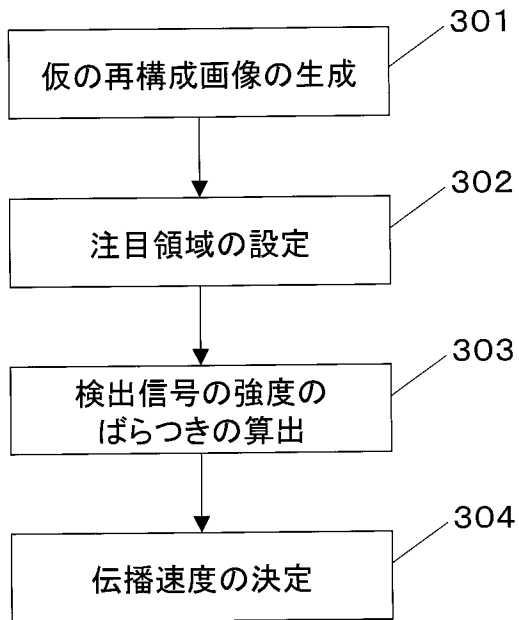 301
仮の再構成画像の生成
302
注目領域の設定
303
検出信号の強度の
ばらつきの算出
304
伝播速度の決定